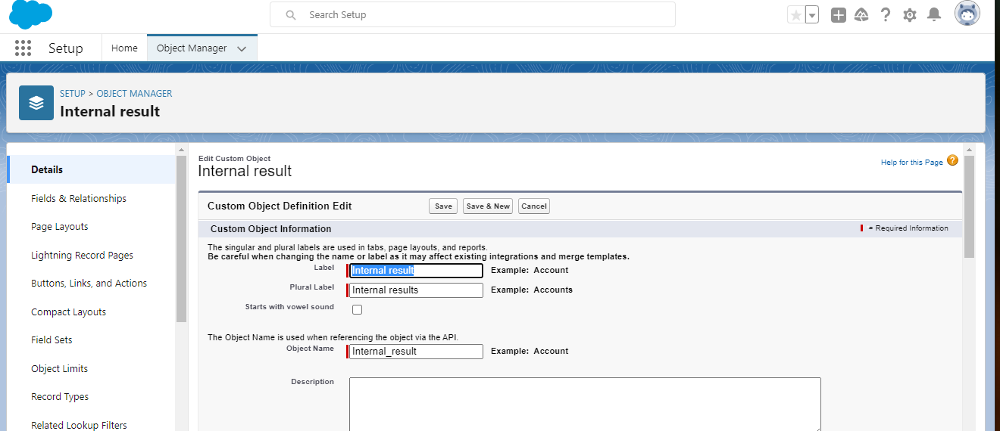 Search Setup
Setup
Home
Object Manager
SETUP > OBJECT MANAGER
Internal result
Details
Fields & Relationships
Page Layouts
Lightning Record Pages
Buttons, Links, and Actions
Compact Layouts
Field Sets
Object Limits
Record Types
Related Lookup Filters
Edit Custom Object
Internal result
Help for this Page ?
Custom Object Definition Edit
Save
Save & New
Cancel
Custom Object Information
= Required Information
The singular and plural labels are used in tabs, page layouts, and reports.
Be careful when changing the name or label as it may affect existing integrations and merge templates.
Label Internal result Example: Account
Plural Label Internal results Example: Accounts
Starts with vowel sound
The Object Name is used when referencing the object via the API.
Object Name Internal_result Example: Account
Description